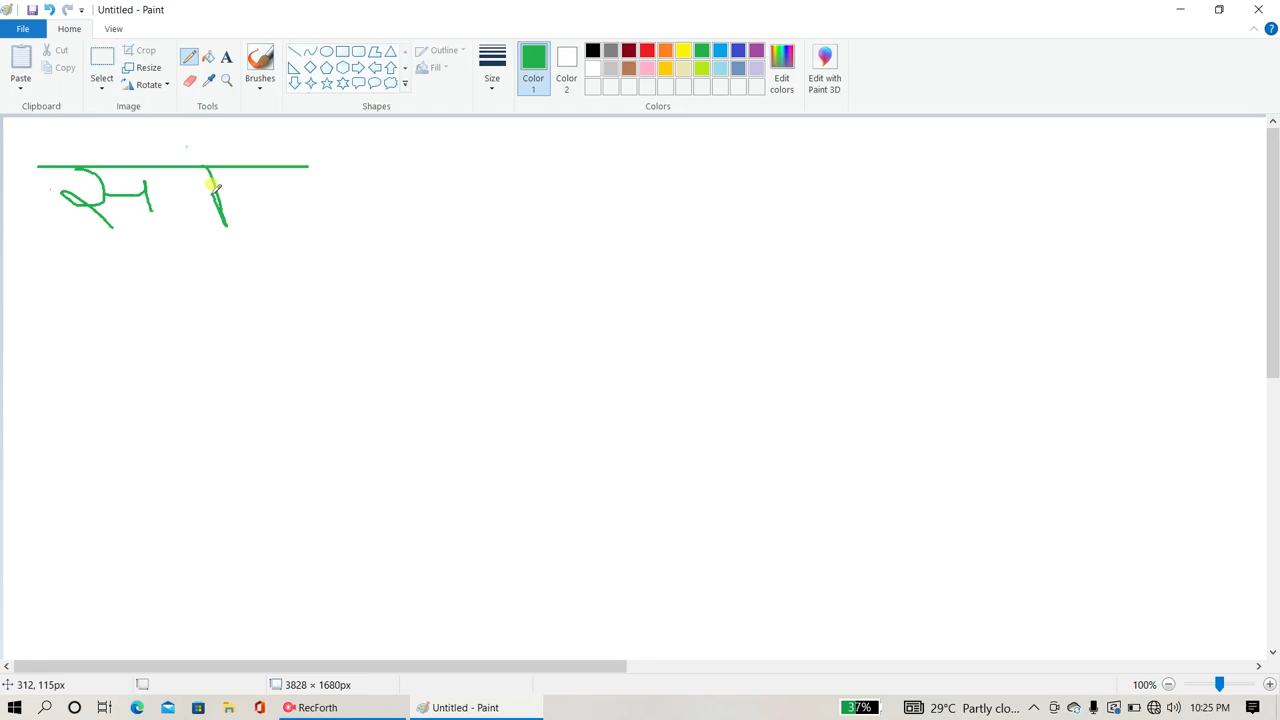 Untitled - Paint
File Home View
Paste Cut Copy Select Crop Resize Rotate Brushes Outline Fill Size Color 1 Color 2 Edit colors Edit with Paint 3D
Clipboard Image Tools Shapes Colors
312, 115px 3828 × 1680px 100%
RecForth Untitled - Paint 37% 29°C Partly clo... 10:25 PM